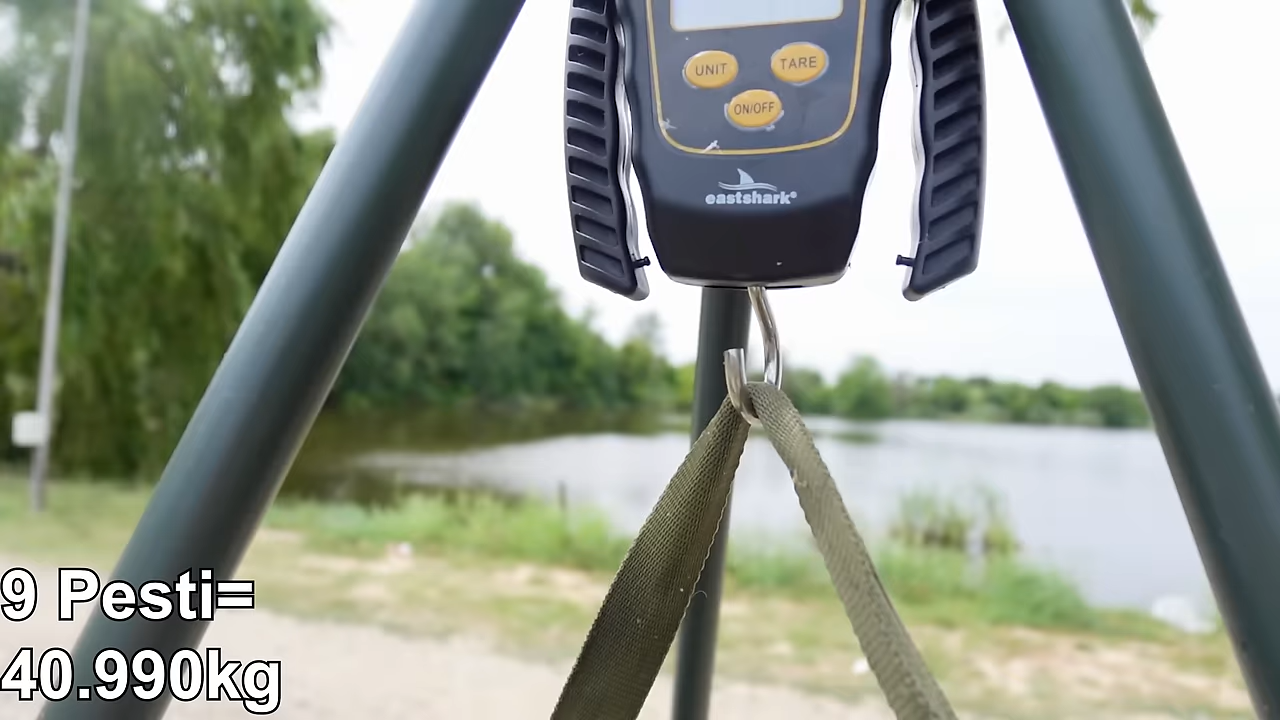 UNIT
TARE
ON/OFF
eastshark®
9 Pesti=
40.990kg